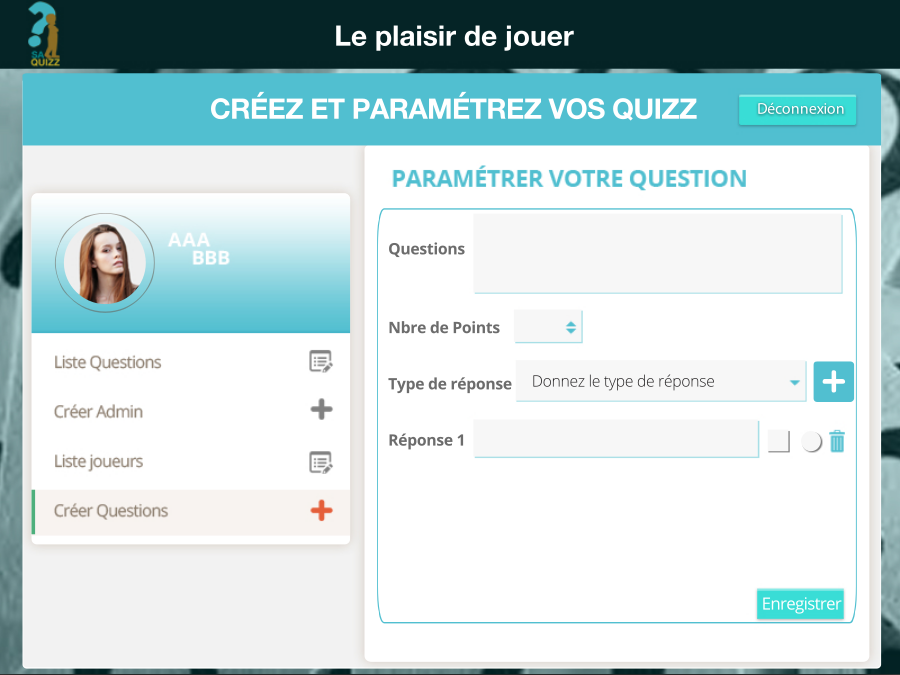 SA
QUIZZ
Le plaisir de jouer
CRÉEZ ET PARAMÉTREZ VOS QUIZZ
Déconnexion
AAA
BBB
Liste Questions
Créer Admin
Liste joueurs
Créer Questions
PARAMÉTRER VOTRE QUESTION
Questions
Nbre de Points
Type de réponse
Donnez le type de réponse
Réponse 1
Enregistrer